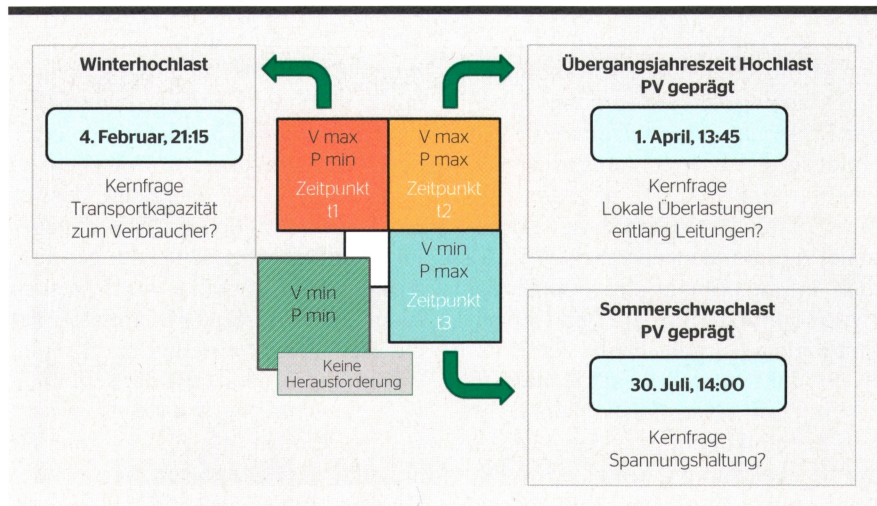 Winterhochlast
4. Februar, 21:15
Kernfrage
Transportkapazität
zum Verbraucher?
V max
P min
Zeitpunkt
t1
V max
P max
Zeitpunkt
t2
V min
P max
Zeitpunkt
t3
V min
P min
Keine
Herausforderung
Übergangsjahreszeit Hochlast
PV geprägt
1. April, 13:45
Kernfrage
Lokale Überlastungen
entlang Leitungen?
Sommerschwachlast
PV geprägt
30. Juli, 14:00
Kernfrage
Spannungshaltung?